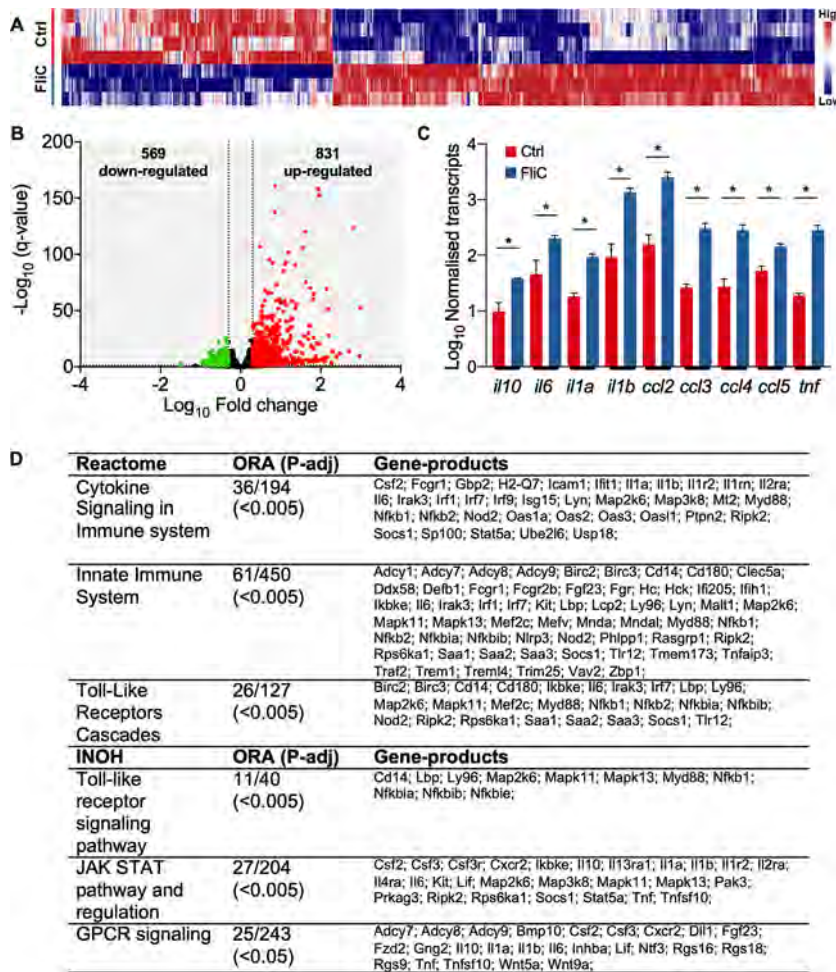 A
Ctrl
FliC
High
Low
B
200
150
100
50
0
-Log10 (q-value)
569
down-regulated
831
up-regulated
-4
-2
0
2
4
Log10 Fold change
C
Ctrl
FliC
4
3
2
1
0
Log10 Normalised transcripts
* * * * * * * * *
il10 il6 il1a il1b ccl2 ccl3 ccl4 ccl5 tnf
D
Reactome ORA (P-adj) Gene-products
Cytokine 36/194 Csf2; Fcgr1; Gbp2; H2-Q7; Icam1; Ifit1; Il1a; Il1b; Il1r2; Il1rn; Il2ra;
Signaling in (<0.005) Il6; Irak3; Irf1; Irf7; Irf9; Isg15; Lyn; Map2k6; Map3k8; Mt2; Myd88;
Immune system Nfkb1; Nfkb2; Nod2; Oas1a; Oas2; Oas3; Oasl1; Ptpn2; Ripk2;
Socs1; Sp100; Stat5a; Ube2l6; Usp18;
Innate Immune 61/450 Adcy1; Adcy7; Adcy8; Adcy9; Birc2; Birc3; Cd14; Cd180; Clec5a;
System (<0.005) Ddx58; Defb1; Fcgr1; Fcgr2b; Fgf23; Fgr; Hc; Hck; Ifi205; Ifih1;
Ikbke; Il6; Irak3; Irf1; Irf7; Kit; Lbp; Lcp2; Ly96; Lyn; Malt1; Map2k6;
Mapk11; Mapk13; Mef2c; Mefv; Mnda; Mndal; Myd88; Nfkb1;
Nfkb2; Nfkbia; Nfkbib; Nlrp3; Nod2; Phlpp1; Rasgrp1; Ripk2;
Rps6ka1; Saa1; Saa2; Saa3; Socs1; Tlr12; Tmem173; Tnfaip3;
Traf2; Trem1; Treml4; Trim25; Vav2; Zbp1;
Toll-Like 26/127 Birc2; Birc3; Cd14; Cd180; Ikbke; Il6; Irak3; Irf7; Lbp; Ly96;
Receptors (<0.005) Map2k6; Mapk11; Mef2c; Myd88; Nfkb1; Nfkb2; Nfkbia; Nfkbib;
Cascades Nod2; Ripk2; Rps6ka1; Saa1; Saa2; Saa3; Socs1; Tlr12;
INOH ORA (P-adj) Gene-products
Toll-like 11/40 Cd14; Lbp; Ly96; Map2k6; Mapk11; Mapk13; Myd88; Nfkb1;
receptor (<0.005) Nfkbia; Nfkbib; Nfkbie;
signaling
pathway
JAK STAT 27/204 Csf2; Csf3; Csf3r; Cxcr2; Ikbke; Il10; Il13ra1; Il1a; Il1b; Il1r2; Il2ra;
pathway and (<0.005) Il4ra; Il6; Kit; Lif; Map2k6; Map3k8; Mapk11; Mapk13; Pak3;
regulation Prkag3; Ripk2; Rps6ka1; Socs1; Stat5a; Tnf; Tnfsf10;
GPCR signaling 25/243 Adcy7; Adcy8; Adcy9; Bmp10; Csf2; Csf3; Cxcr2; Dil1; Fgf23;
(<0.05) Fzd2; Gng2; Il10; Il1a; Il1b; Il6; Inhba; Lif; Ntf3; Rgs16; Rgs18;
Rgs9; Tnf; Tnfsf10; Wnt5a; Wnt9a;